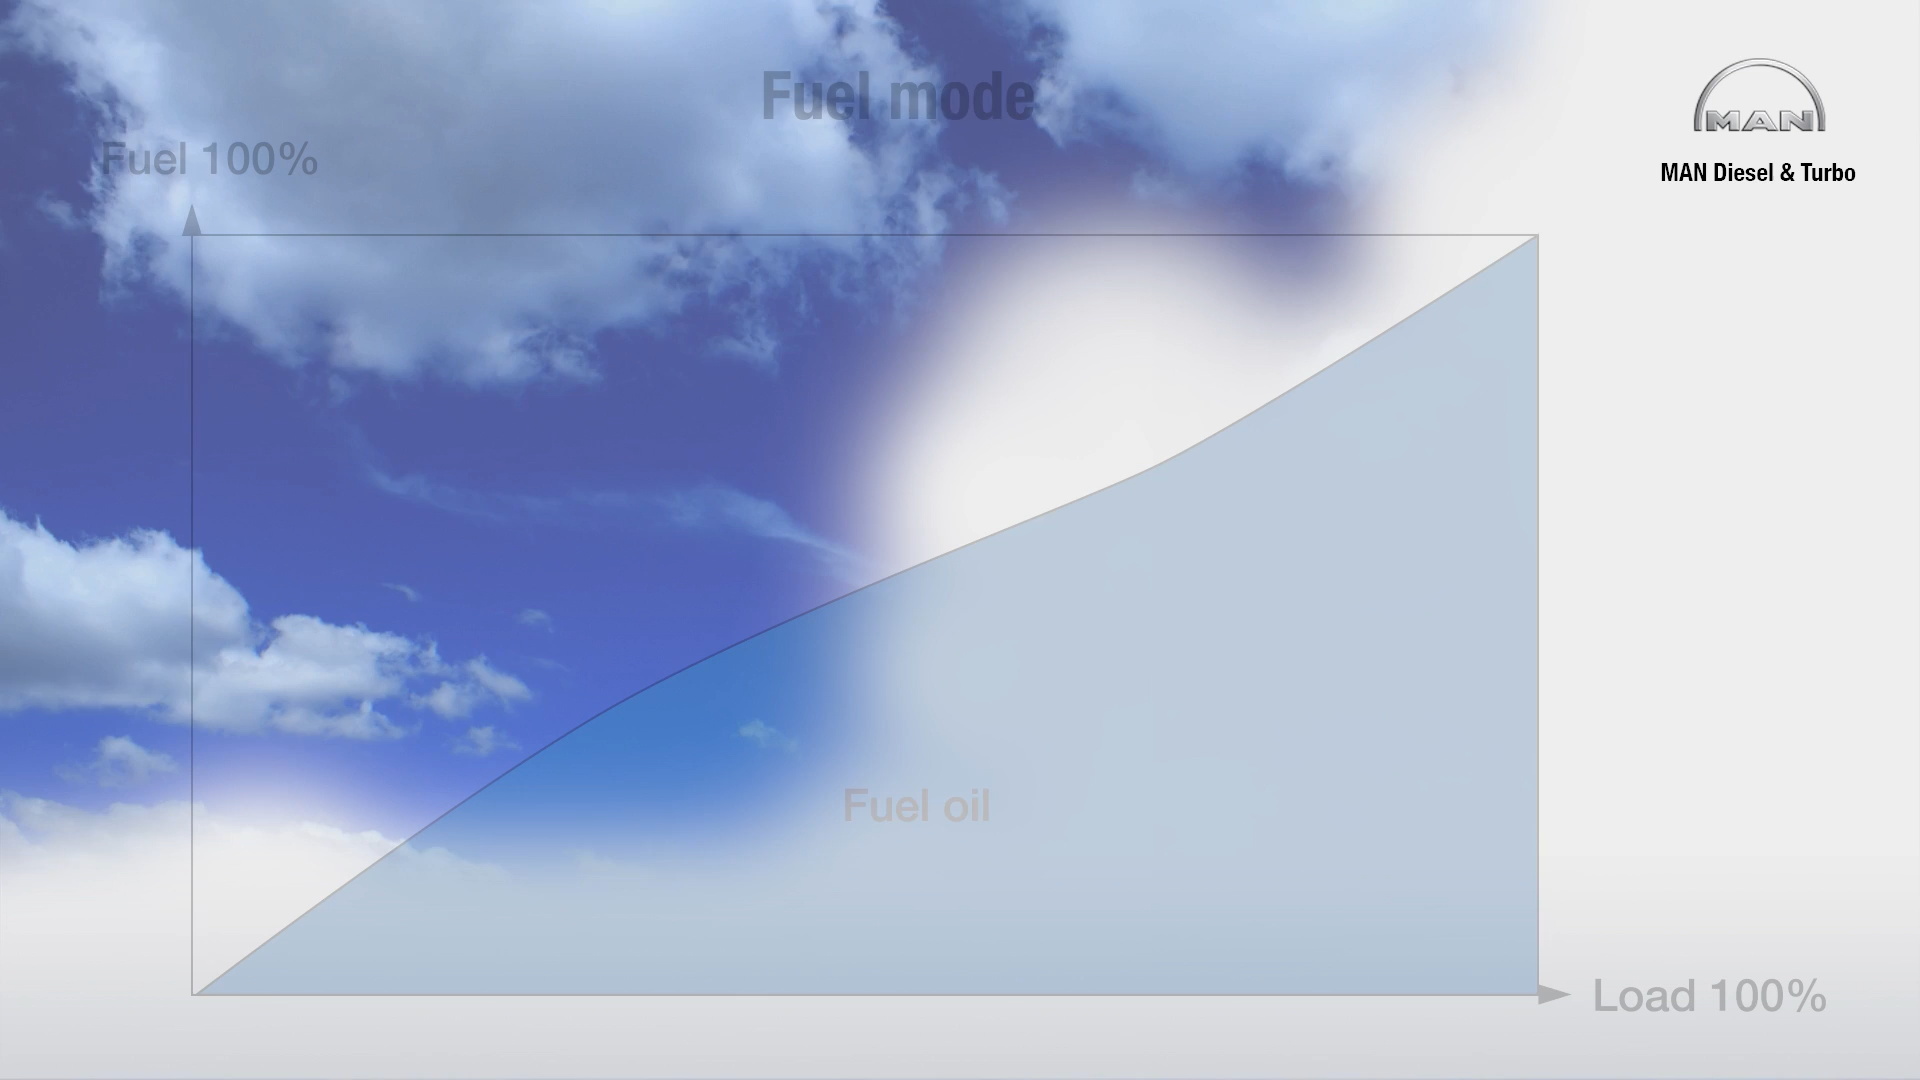 Fuel mode
Fuel 100%
MAN
MAN Diesel & Turbo
Fuel oil
Load 100%